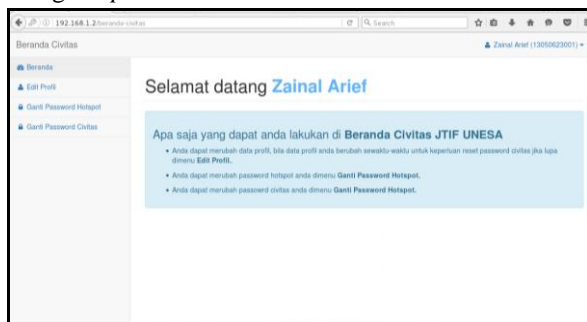 192.168.1.2/beranda-civitas
Search
Beranda Civitas
Zainal Arief (13050623001)
Beranda
Edit Profil
Ganti Password Hotspot
Ganti Password Civitas
Selamat datang Zainal Arief
Apa saja yang dapat anda lakukan di Beranda Civitas JTIF UNESA
Anda dapat merubah data profil, bila data profil anda berubah sewaktu-waktu untuk keperluan reset password civitas jika lupa
dimenu Edit Profil.
Anda dapat merubah password hotspot anda dimenu Ganti Password Hotspot.
Anda dapat merubah password civitas anda dimenu Ganti Password Hotspot.